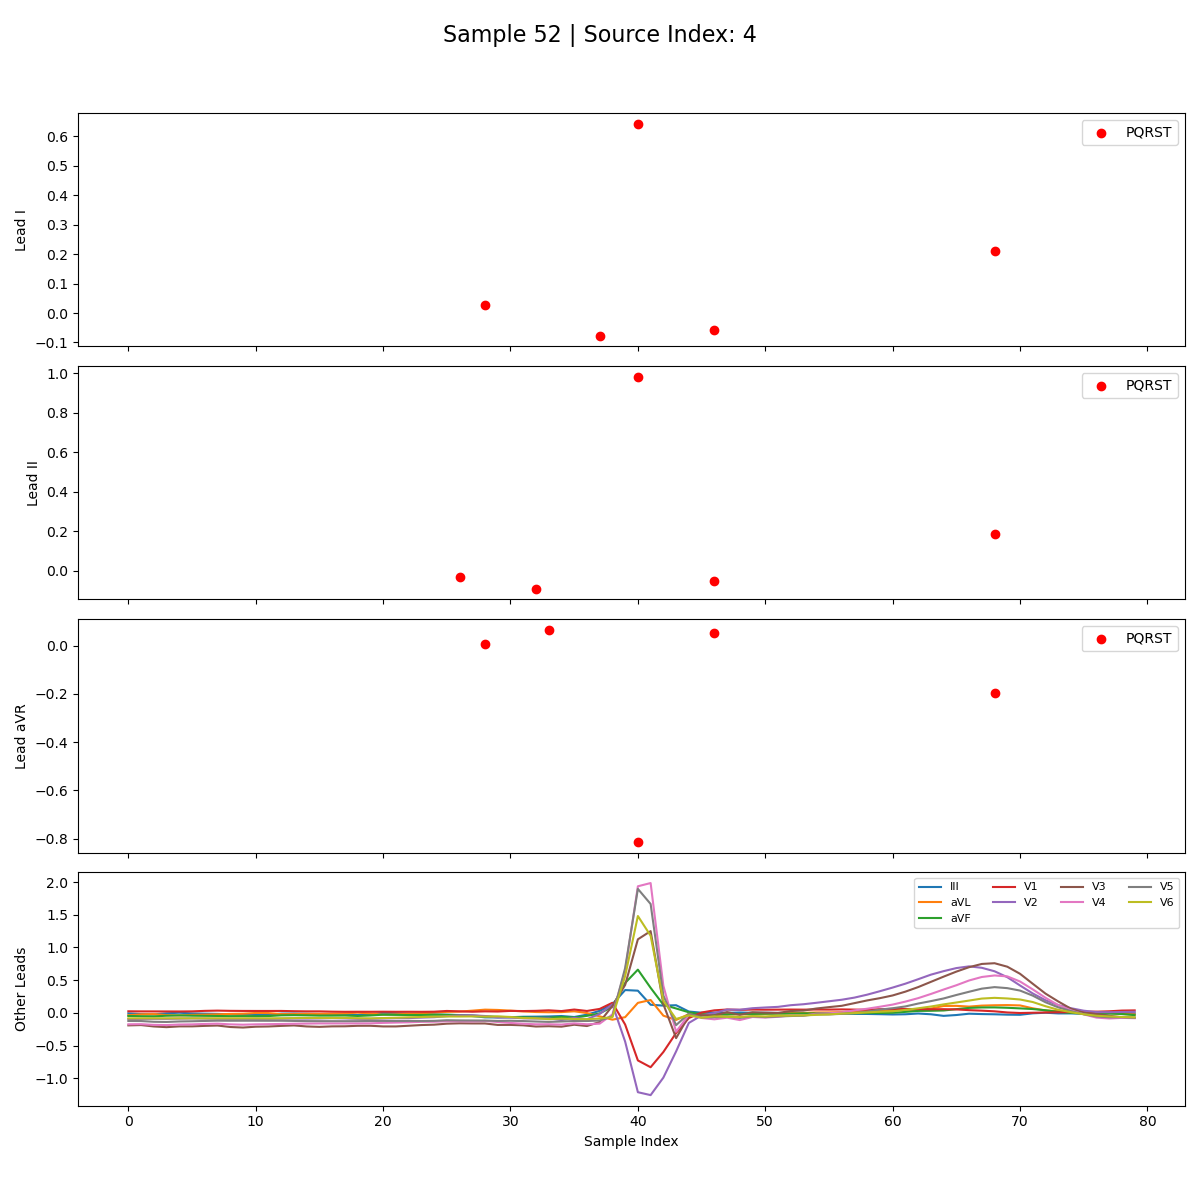 Sample 52 | Source Index: 4
Lead I
0.6
0.5
0.4
0.3
0.2
0.1
0.0
−0.1
PQRST
Lead II
1.0
0.8
0.6
0.4
0.2
0.0
PQRST
Lead aVR
0.0
−0.2
−0.4
−0.6
−0.8
PQRST
Other Leads
2.0
1.5
1.0
0.5
0.0
−0.5
−1.0
III V1 V3 V5
aVL V2 V4 V6
aVF
0 10 20 30 40 50 60 70 80
Sample Index